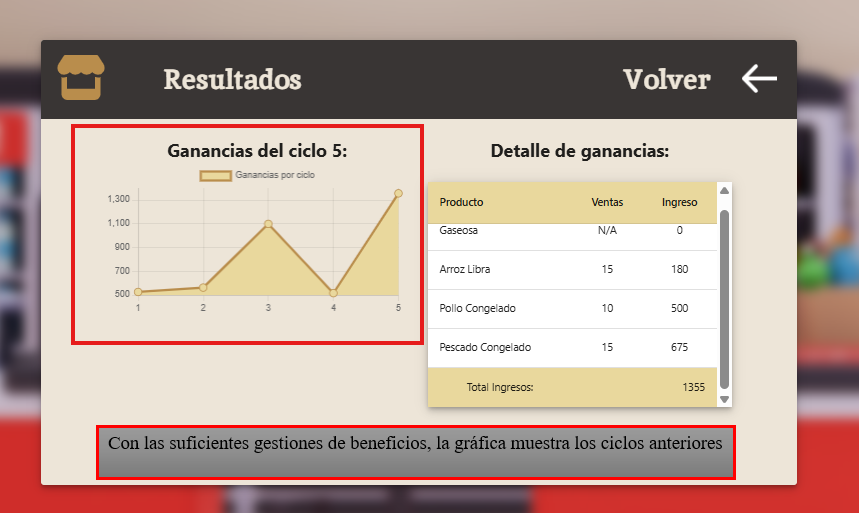 Resultados
Volver
Ganancias del ciclo 5:
Ganancias por ciclo
1,300
1,100
900
700
500
1 2 3 4 5
Detalle de ganancias:
Producto Ventas Ingreso
Gaseosa N/A 0
Arroz Libra 15 180
Pollo Congelado 10 500
Pescado Congelado 15 675
Total Ingresos: 1355
Con las suficientes gestiones de beneficios, la gráfica muestra los ciclos anteriores